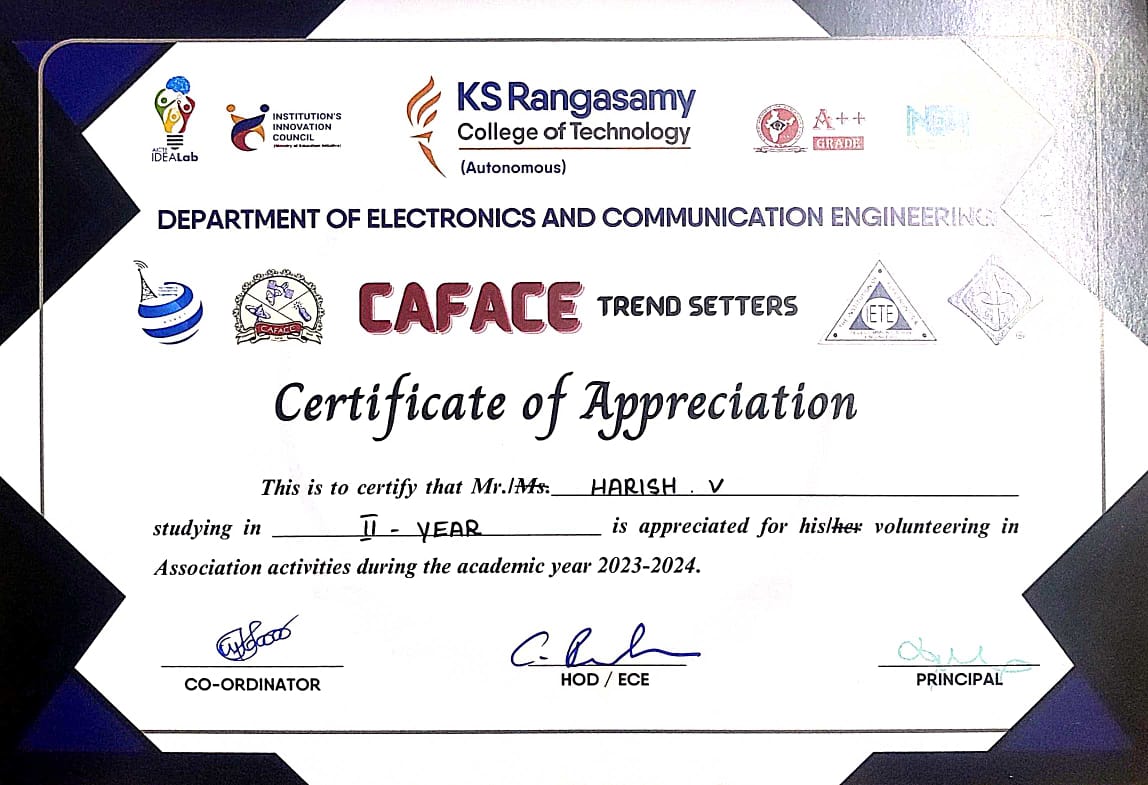 AICTE
IDEALab
INSTITUTION'S
INNOVATION
COUNCIL
(Ministry of Education Initiative)
KS Rangasamy
College of Technology
(Autonomous)
A++
GRADE
DEPARTMENT OF ELECTRONICS AND COMMUNICATION ENGINEERING
CAFACE
CAFACE TREND SETTERS
IETE
Certificate of Appreciation
This is to certify that Mr./Ms. HARISH . V
studying in II - YEAR is appreciated for his/her volunteering in
Association activities during the academic year 2023-2024.
CO-ORDINATOR
HOD / ECE
PRINCIPAL